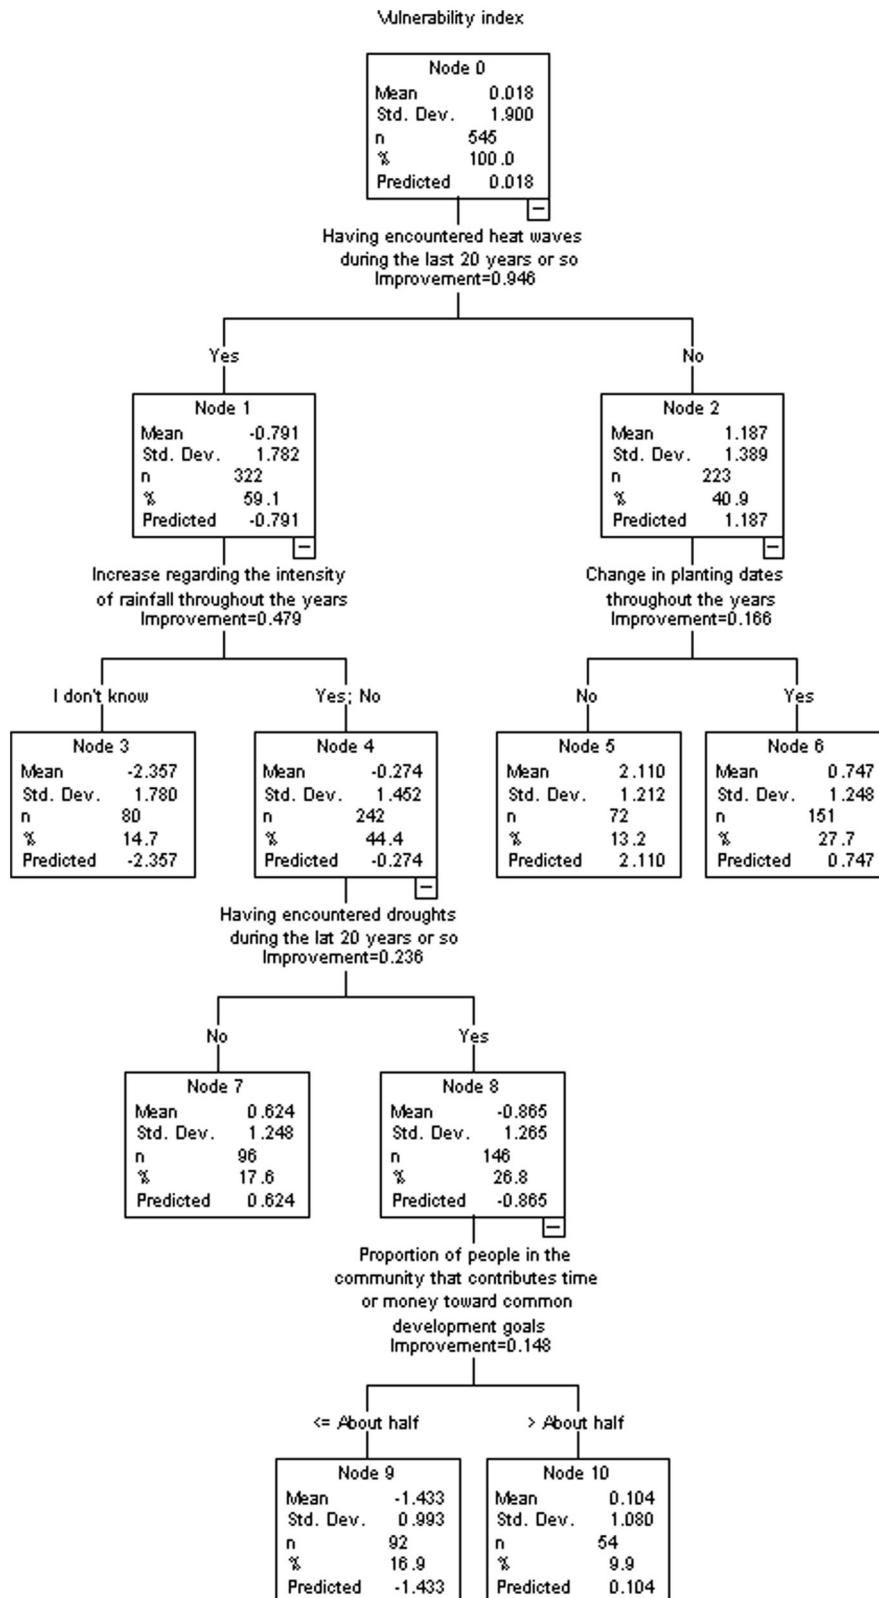 Vulnerability index
Node 0
Mean 0.018
Std. Dev. 1.900
n 545
% 100.0
Predicted 0.018
Having encountered heat waves
during the last 20 years or so
Improvement=0.946
Yes
No
Node 1
Mean -0.791
Std. Dev. 1.782
n 322
% 59.1
Predicted -0.791
Node 2
Mean 1.187
Std. Dev. 1.389
n 223
% 40.9
Predicted 1.187
Increase regarding the intensity
of rainfall throughout the years
Improvement=0.479
Change in planting dates
throughout the years
Improvement=0.166
I don't know
Yes; No
No
Yes
Node 3
Mean -2.357
Std. Dev. 1.780
n 80
% 14.7
Predicted -2.357
Node 4
Mean -0.274
Std. Dev. 1.452
n 242
% 44.4
Predicted -0.274
Node 5
Mean 2.110
Std. Dev. 1.212
n 72
% 13.2
Predicted 2.110
Node 6
Mean 0.747
Std. Dev. 1.248
n 151
% 27.7
Predicted 0.747
Having encountered droughts
during the lat 20 years or so
Improvement=0.236
No
Yes
Node 7
Mean 0.624
Std. Dev. 1.248
n 96
% 17.6
Predicted 0.624
Node 8
Mean -0.865
Std. Dev. 1.265
n 146
% 26.8
Predicted -0.865
Proportion of people in the
community that contributes time
or money toward common
development goals
Improvement=0.148
<= About half
> About half
Node 9
Mean -1.433
Std. Dev. 0.993
n 92
% 16.9
Predicted -1.433
Node 10
Mean 0.104
Std. Dev. 1.080
n 54
% 9.9
Predicted 0.104